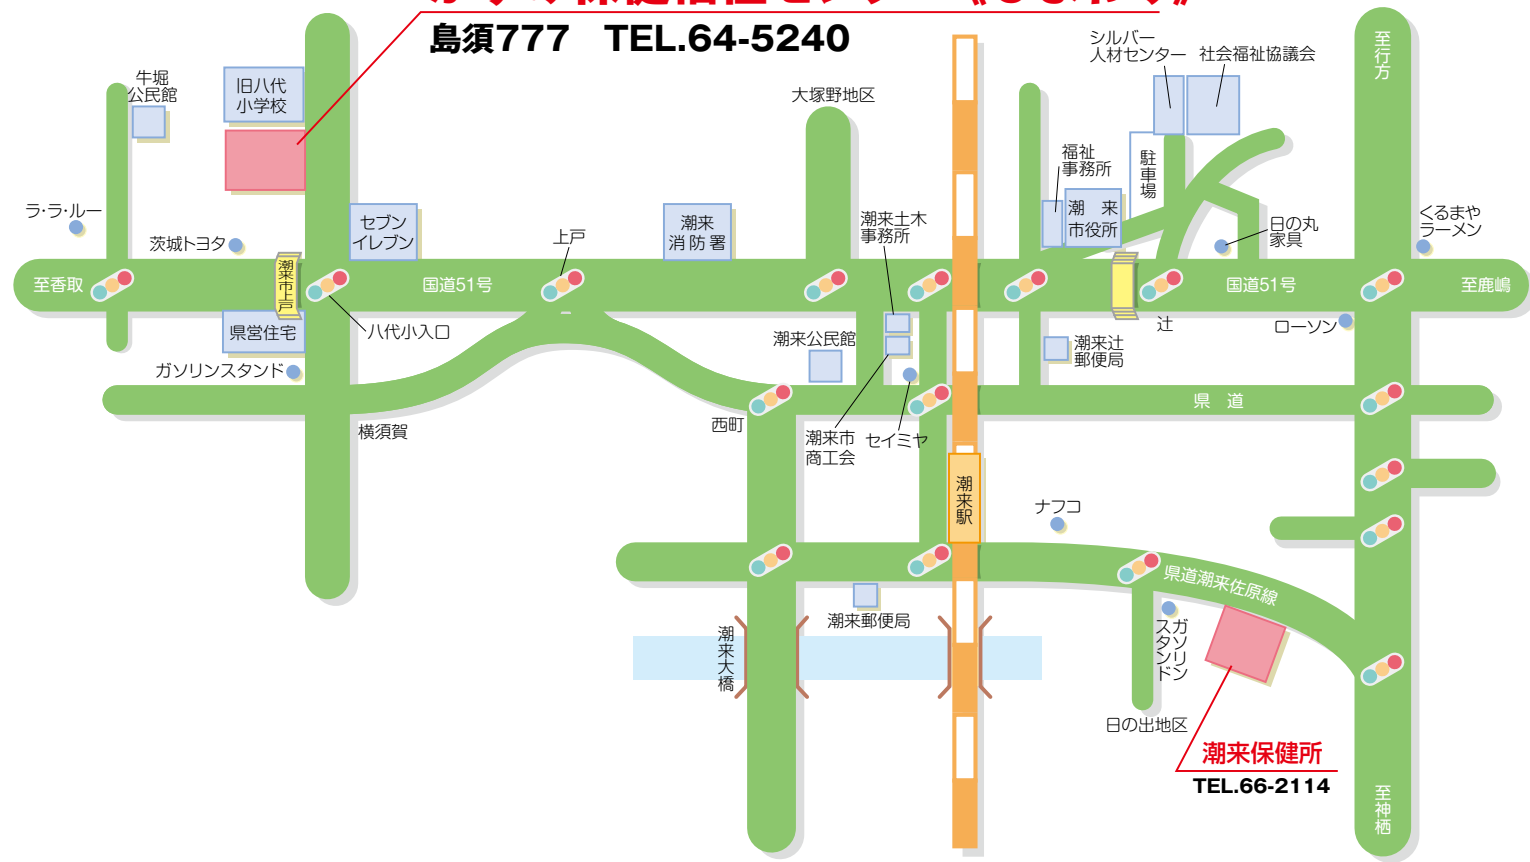 島須777 TEL.64-5240
牛堀
公民館
旧八代
小学校
大塚野地区
シルバー
人材センター
社会福祉協議会
至行方
福祉
事務所
駐車場
ラ・ラ・ルー
茨城トヨタ
セブン
イレブン
上戸
潮来
消防署
潮来土木
事務所
潮 来
市役所
日の丸
家具
くるまや
ラーメン
至香取
潮来市上戸
国道51号
国道51号
至鹿嶋
県営住宅
八代小入口
潮来公民館
辻
ローソン
潮来辻
郵便局
ガソリンスタンド
県 道
横須賀
西町
潮来市
商工会
セイミヤ
潮来駅
ナフコ
県道潮来佐原線
潮来郵便局
潮来大橋
ガソリン
スタンド
日の出地区
潮来保健所
TEL.66-2114
至神栖